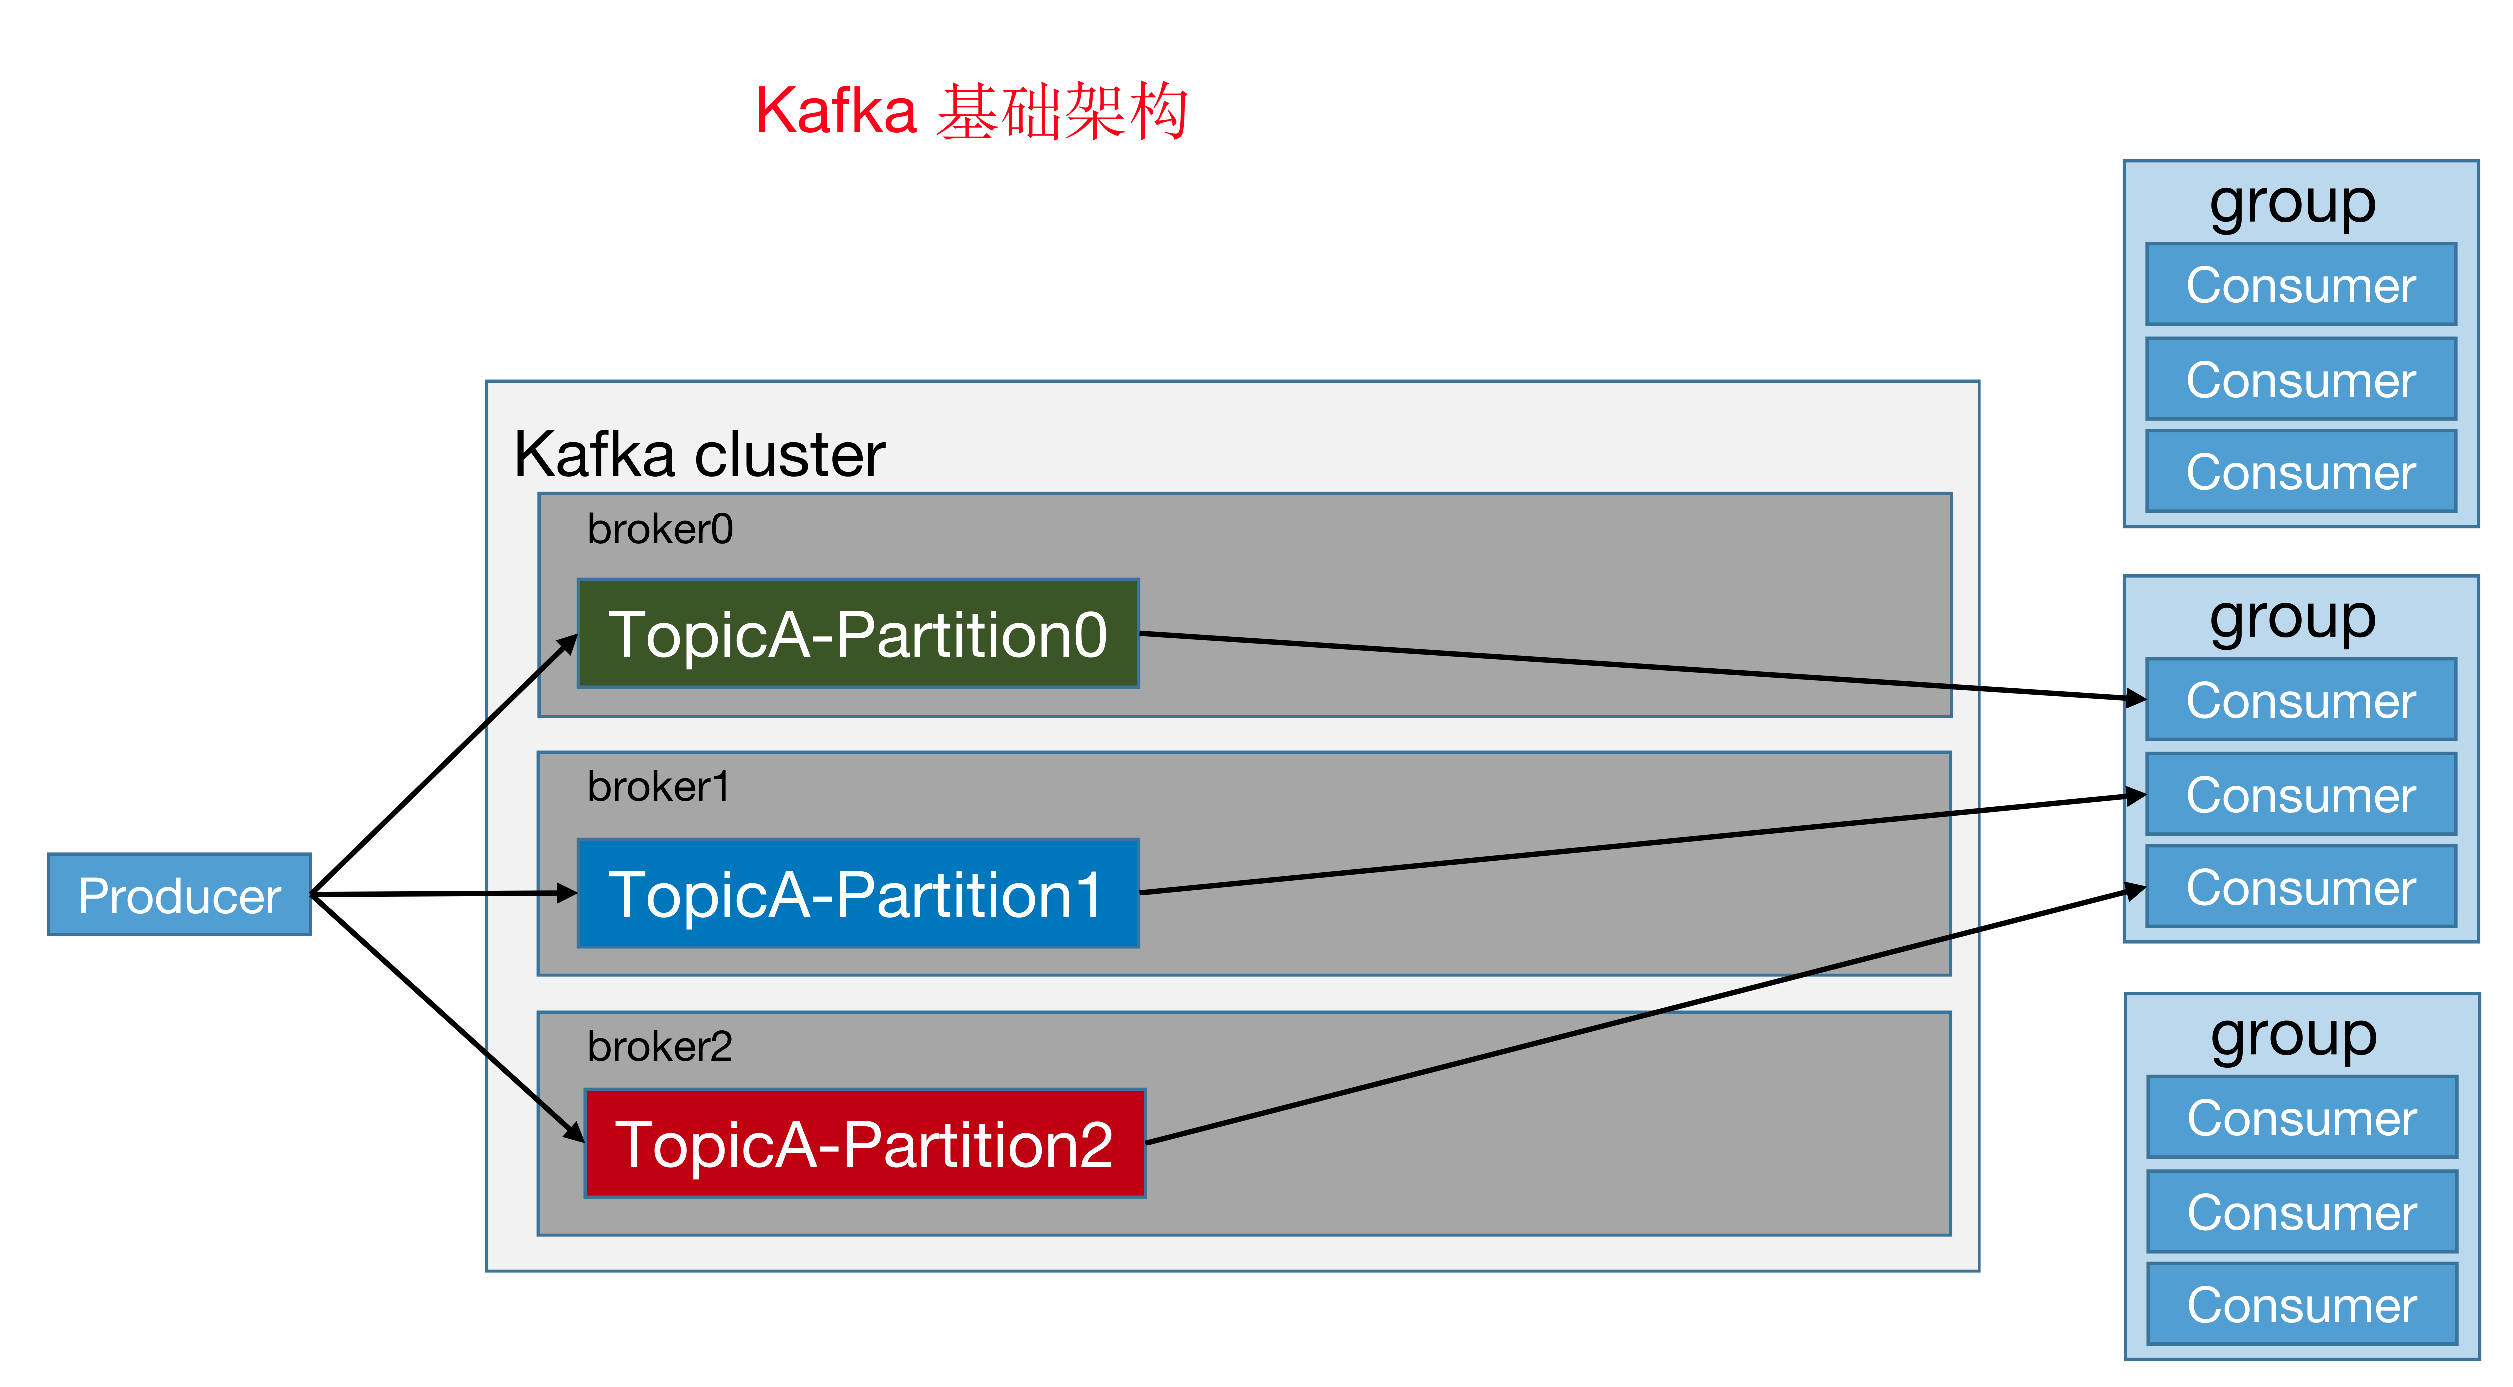 Kafka 基础架构
Kafka cluster
Producer
broker0
TopicA-Partition0
broker1
TopicA-Partition1
broker2
TopicA-Partition2
group
Consumer
Consumer
Consumer
group
Consumer
Consumer
Consumer
group
Consumer
Consumer
Consumer